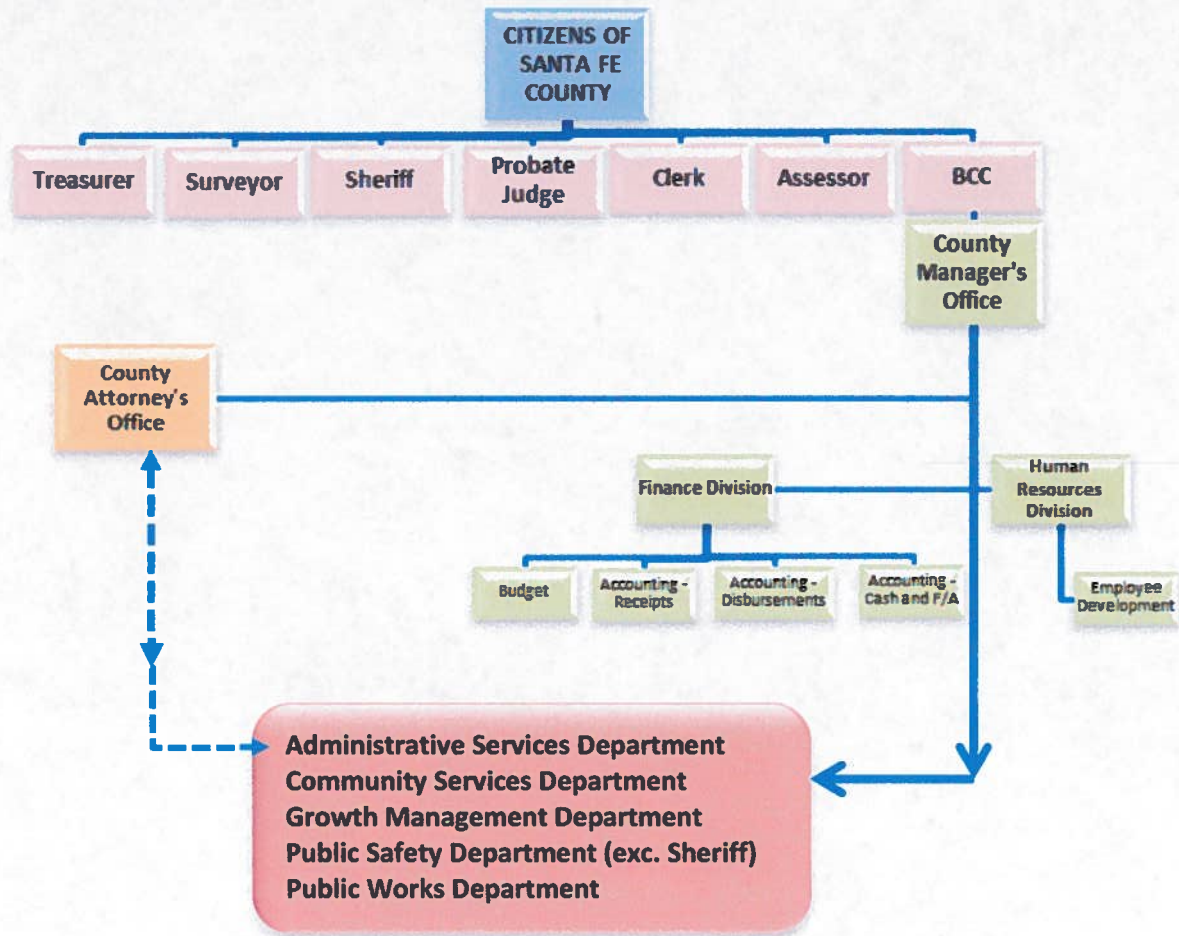 CITIZENS OF
SANTA FE
COUNTY
Treasurer
Surveyor
Sheriff
Probate
Judge
Clerk
Assessor
BCC
County
Manager's
Office
County
Attorney's
Office
Finance Division
Human
Resources
Division
Budget
Accounting -
Receipts
Accounting -
Disbursements
Accounting -
Cash and F/A
Employee
Development
Administrative Services Department
Community Services Department
Growth Management Department
Public Safety Department (exc. Sheriff)
Public Works Department